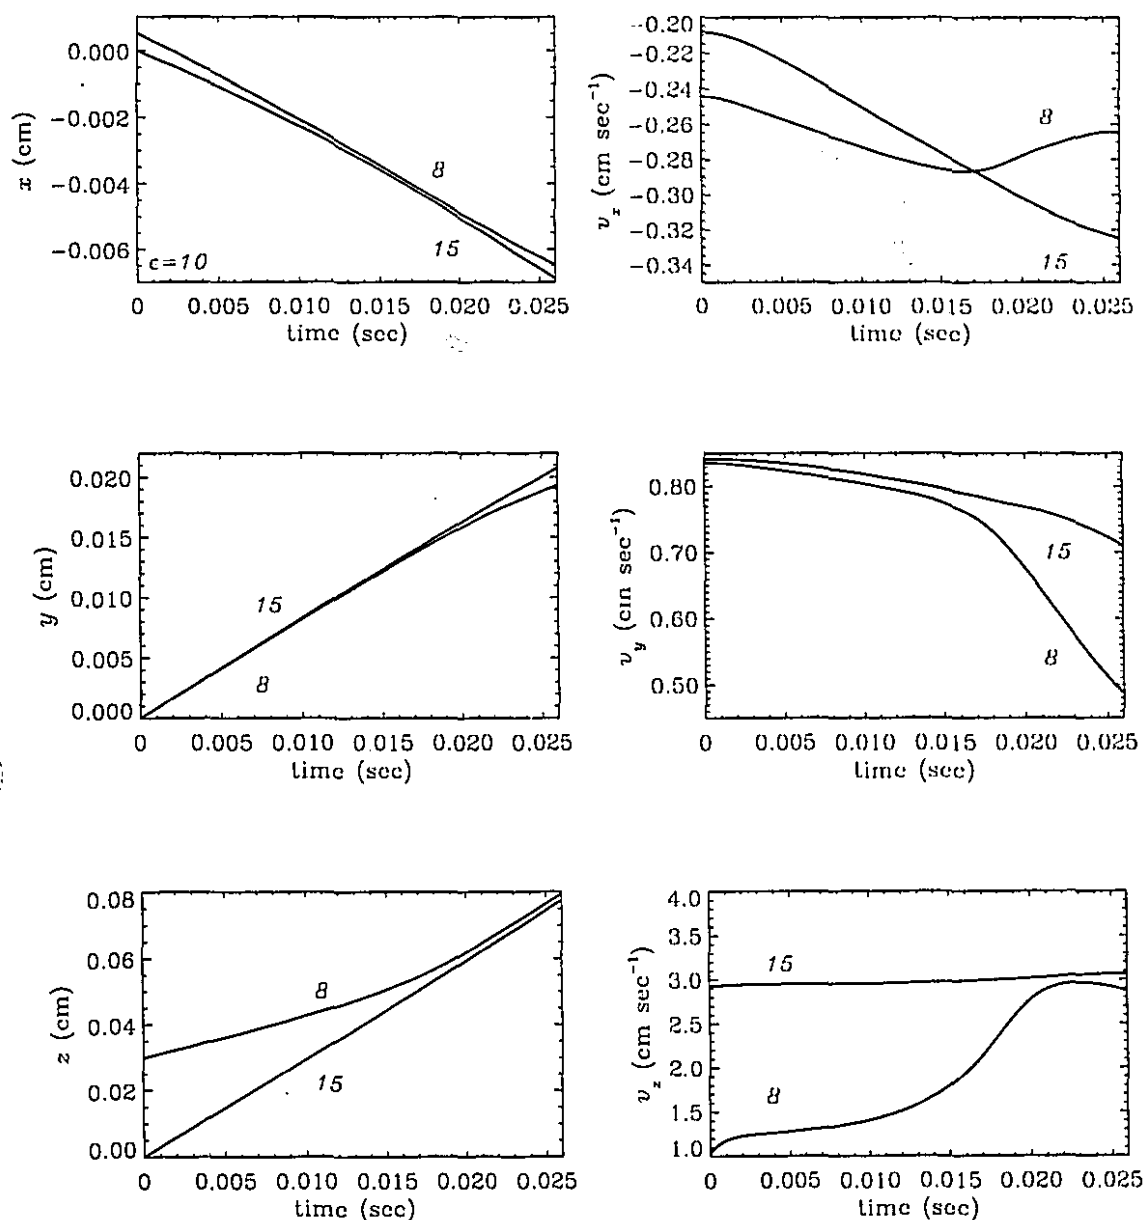 0.000
-0.002
-0.004
-0.006
x (cm)
8
15
c=10
0 0.005 0.010 0.015 0.020 0.025
time (sec)
-0.20
-0.22
-0.24
-0.26
-0.28
-0.30
-0.32
-0.34
v_x (cm sec⁻¹)
8
15
0 0.005 0.010 0.015 0.020 0.025
time (sec)
0.020
0.015
0.010
0.005
0.000
y (cm)
15
8
0 0.005 0.010 0.015 0.020 0.025
time (sec)
0.80
0.70
0.60
0.50
v_y (cm sec⁻¹)
15
8
0 0.005 0.010 0.015 0.020 0.025
time (sec)
0.08
0.06
0.04
0.02
0.00
z (cm)
8
15
0 0.005 0.010 0.015 0.020 0.025
time (sec)
4.0
3.5
3.0
2.5
2.0
1.5
1.0
v_z (cm sec⁻¹)
15
8
0 0.005 0.010 0.015 0.020 0.025
time (sec)